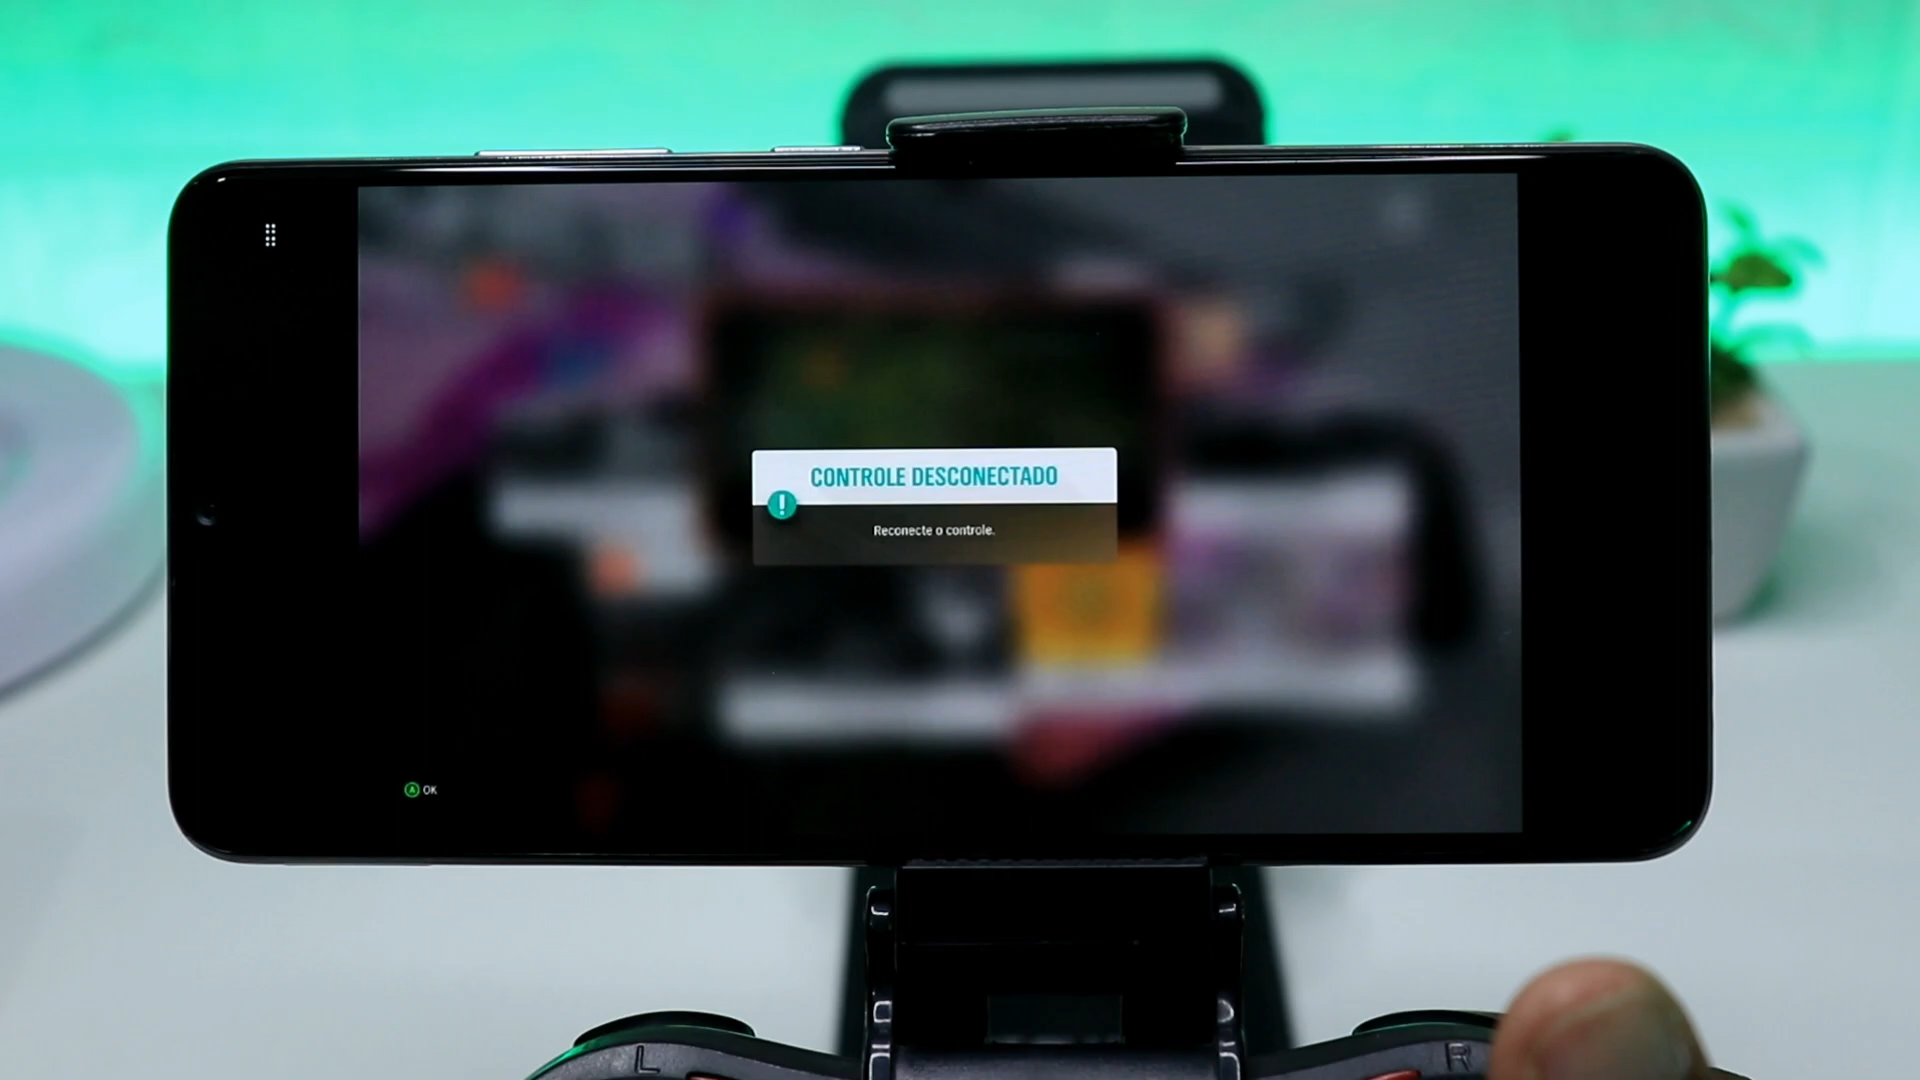 CONTROLE DESCONECTADO
!
Reconecte o controle.
A OK
L
R